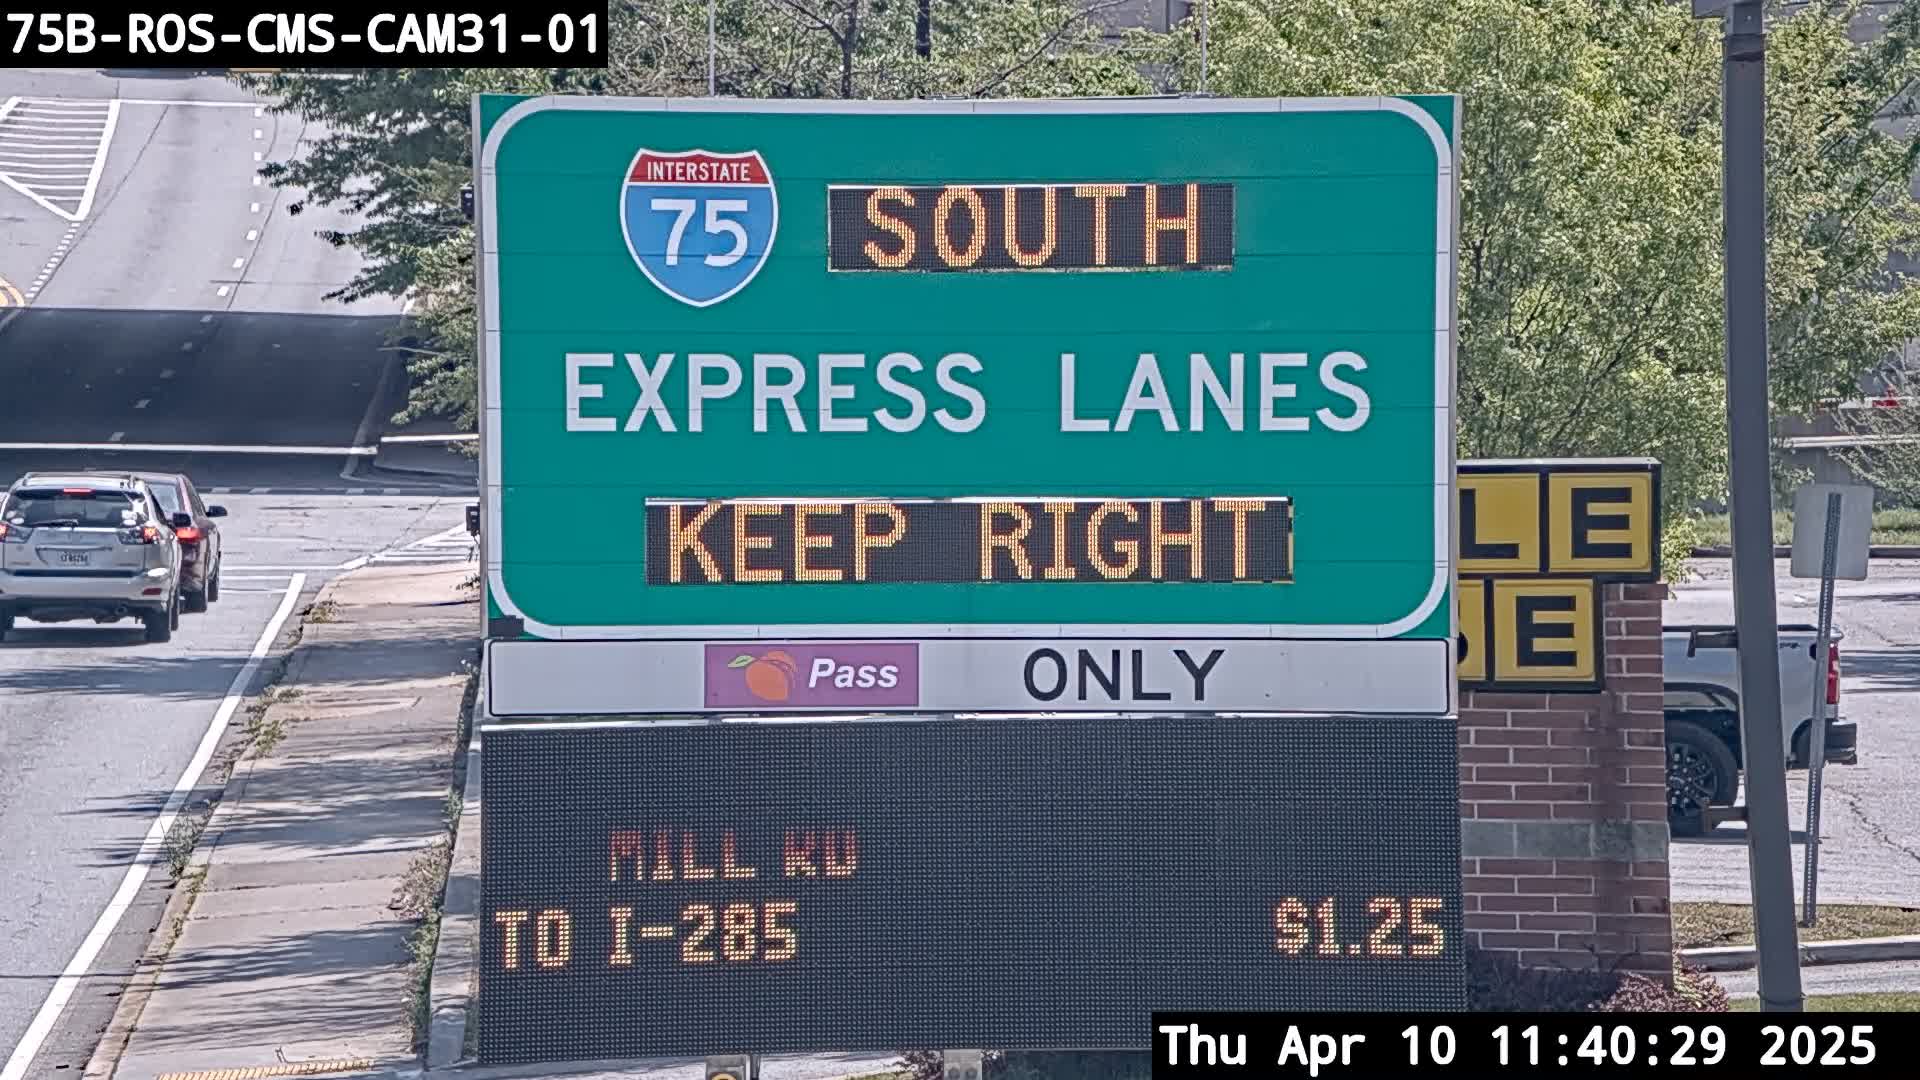 75B-ROS-CMS-CAM31-01
INTERSTATE
75
SOUTH
EXPRESS LANES
KEEP RIGHT
Pass ONLY
LE
E
MILL
TO I-285 $1.25
Thu Apr 10 11:40:29 2025